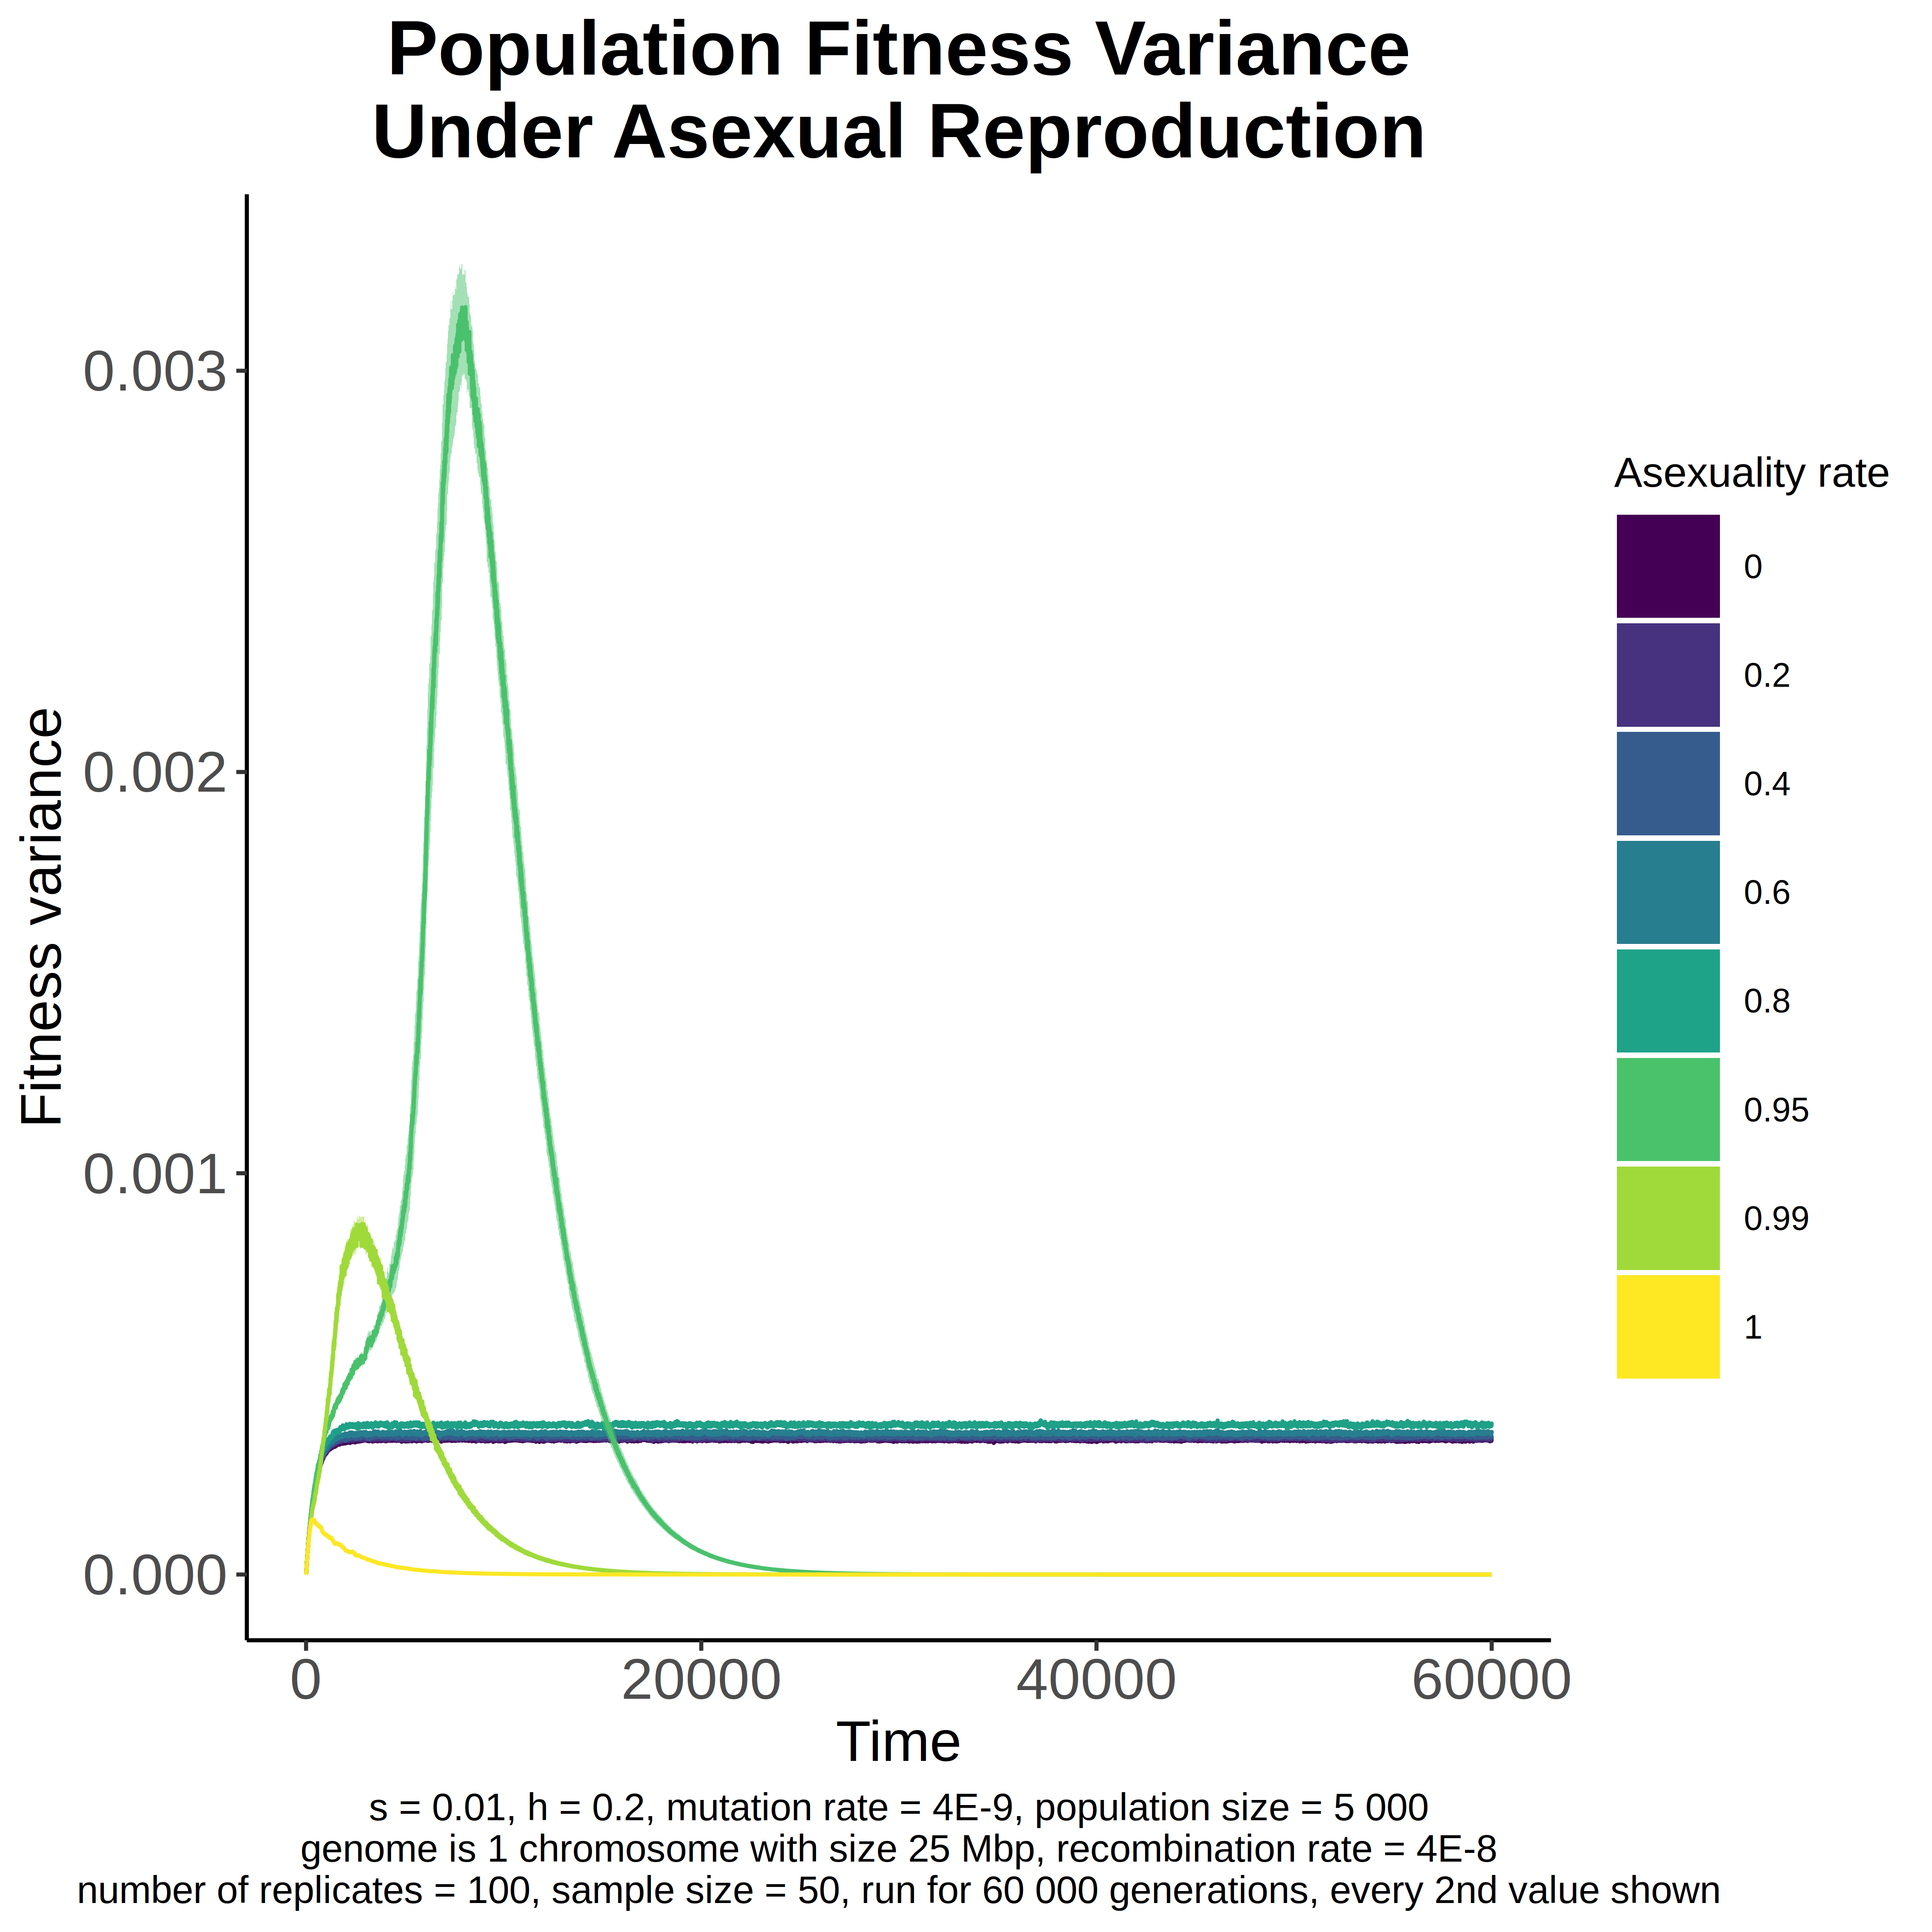 Population Fitness Variance
Under Asexual Reproduction
Fitness variance
0.003
0.002
0.001
0.000
0
20000
40000
60000
Time
Asexuality rate
0
0.2
0.4
0.6
0.8
0.95
0.99
1
s = 0.01, h = 0.2, mutation rate = 4E-9, population size = 5 000
genome is 1 chromosome with size 25 Mbp, recombination rate = 4E-8
number of replicates = 100, sample size = 50, run for 60 000 generations, every 2nd value shown